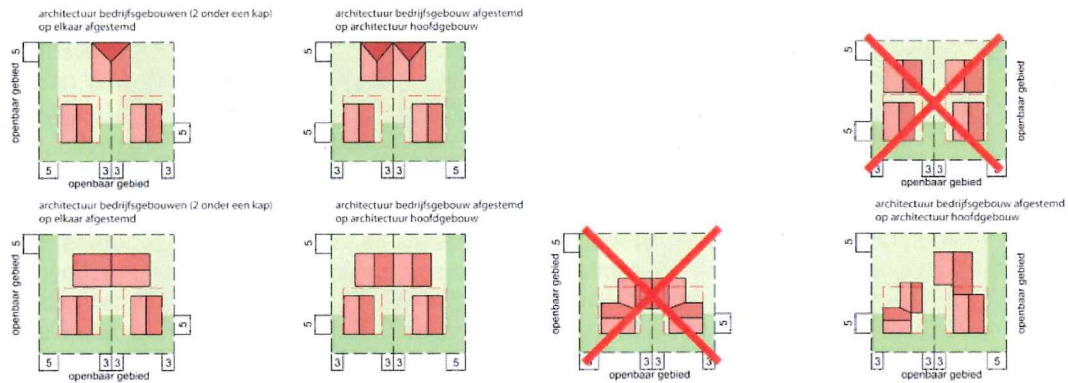 architectuur bedrijfsgebouwen (2 onder een kap)
op elkaar afgestemd
5
openbaar gebied
5
5
3
3
3
openbaar gebied
architectuur bedrijfsgebouw afgestemd
op architectuur hoofdgebouw
5
5
openbaar gebied
3
3
3
5
openbaar gebied
5
5
openbaar gebied
3
3
3
5
openbaar gebied
architectuur bedrijfsgebouwen (2 onder een kap)
op elkaar afgestemd
5
openbaar gebied
5
5
3
3
3
openbaar gebied
architectuur bedrijfsgebouw afgestemd
op architectuur hoofdgebouw
5
5
openbaar gebied
3
3
3
5
openbaar gebied
5
openbaar gebied
5
3
3
openbaar gebied
architectuur bedrijfsgebouw afgestemd
op architectuur hoofdgebouw
5
5
openbaar gebied
3
3
3
5
openbaar gebied